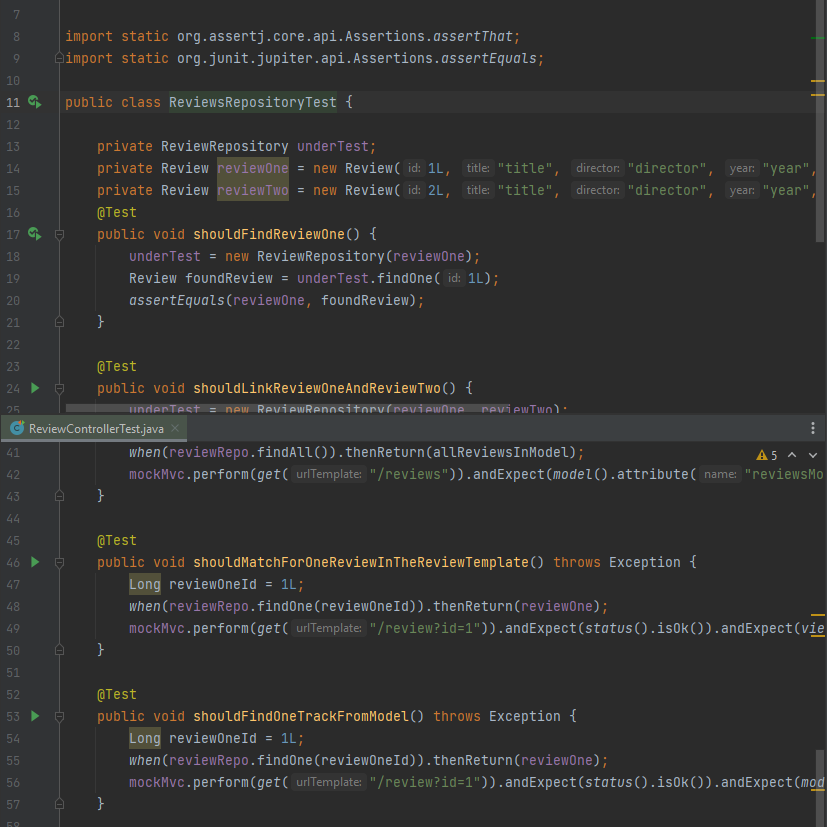 7
8 import static org.assertj.core.api.Assertions.assertThat;
9 import static org.junit.jupiter.api.Assertions.assertEquals;
10
11 public class ReviewsRepositoryTest {
12
13 private ReviewRepository underTest;
14 private Review reviewOne = new Review( id: 1L, title: "title", director: "director", year: "year",
15 private Review reviewTwo = new Review( id: 2L, title: "title", director: "director", year: "year",
16 @Test
17 public void shouldFindReviewOne() {
18 underTest = new ReviewRepository(reviewOne);
19 Review foundReview = underTest.findOne( id: 1L);
20 assertEquals(reviewOne, foundReview);
21 }
22
23 @Test
24 public void shouldLinkReviewOneAndReviewTwo() {
25 underTest = new ReviewRepository(reviewOne, reviewTwo);
ReviewControllerTest.java
41 when(reviewRepo.findAll()).thenReturn(allReviewsInModel); 5
42 mockMvc.perform(get( urlTemplate: "/reviews")).andExpect(model().attribute( name: "reviewsMo
43 }
44
45 @Test
46 public void shouldMatchForOneReviewInTheReviewTemplate() throws Exception {
47 Long reviewOneId = 1L;
48 when(reviewRepo.findOne(reviewOneId)).thenReturn(reviewOne);
49 mockMvc.perform(get( urlTemplate: "/review?id=1")).andExpect(status().isOk()).andExpect(vie
50 }
51
52 @Test
53 public void shouldFindOneTrackFromModel() throws Exception {
54 Long reviewOneId = 1L;
55 when(reviewRepo.findOne(reviewOneId)).thenReturn(reviewOne);
56 mockMvc.perform(get( urlTemplate: "/review?id=1")).andExpect(status().isOk()).andExpect(mod
57 }
58